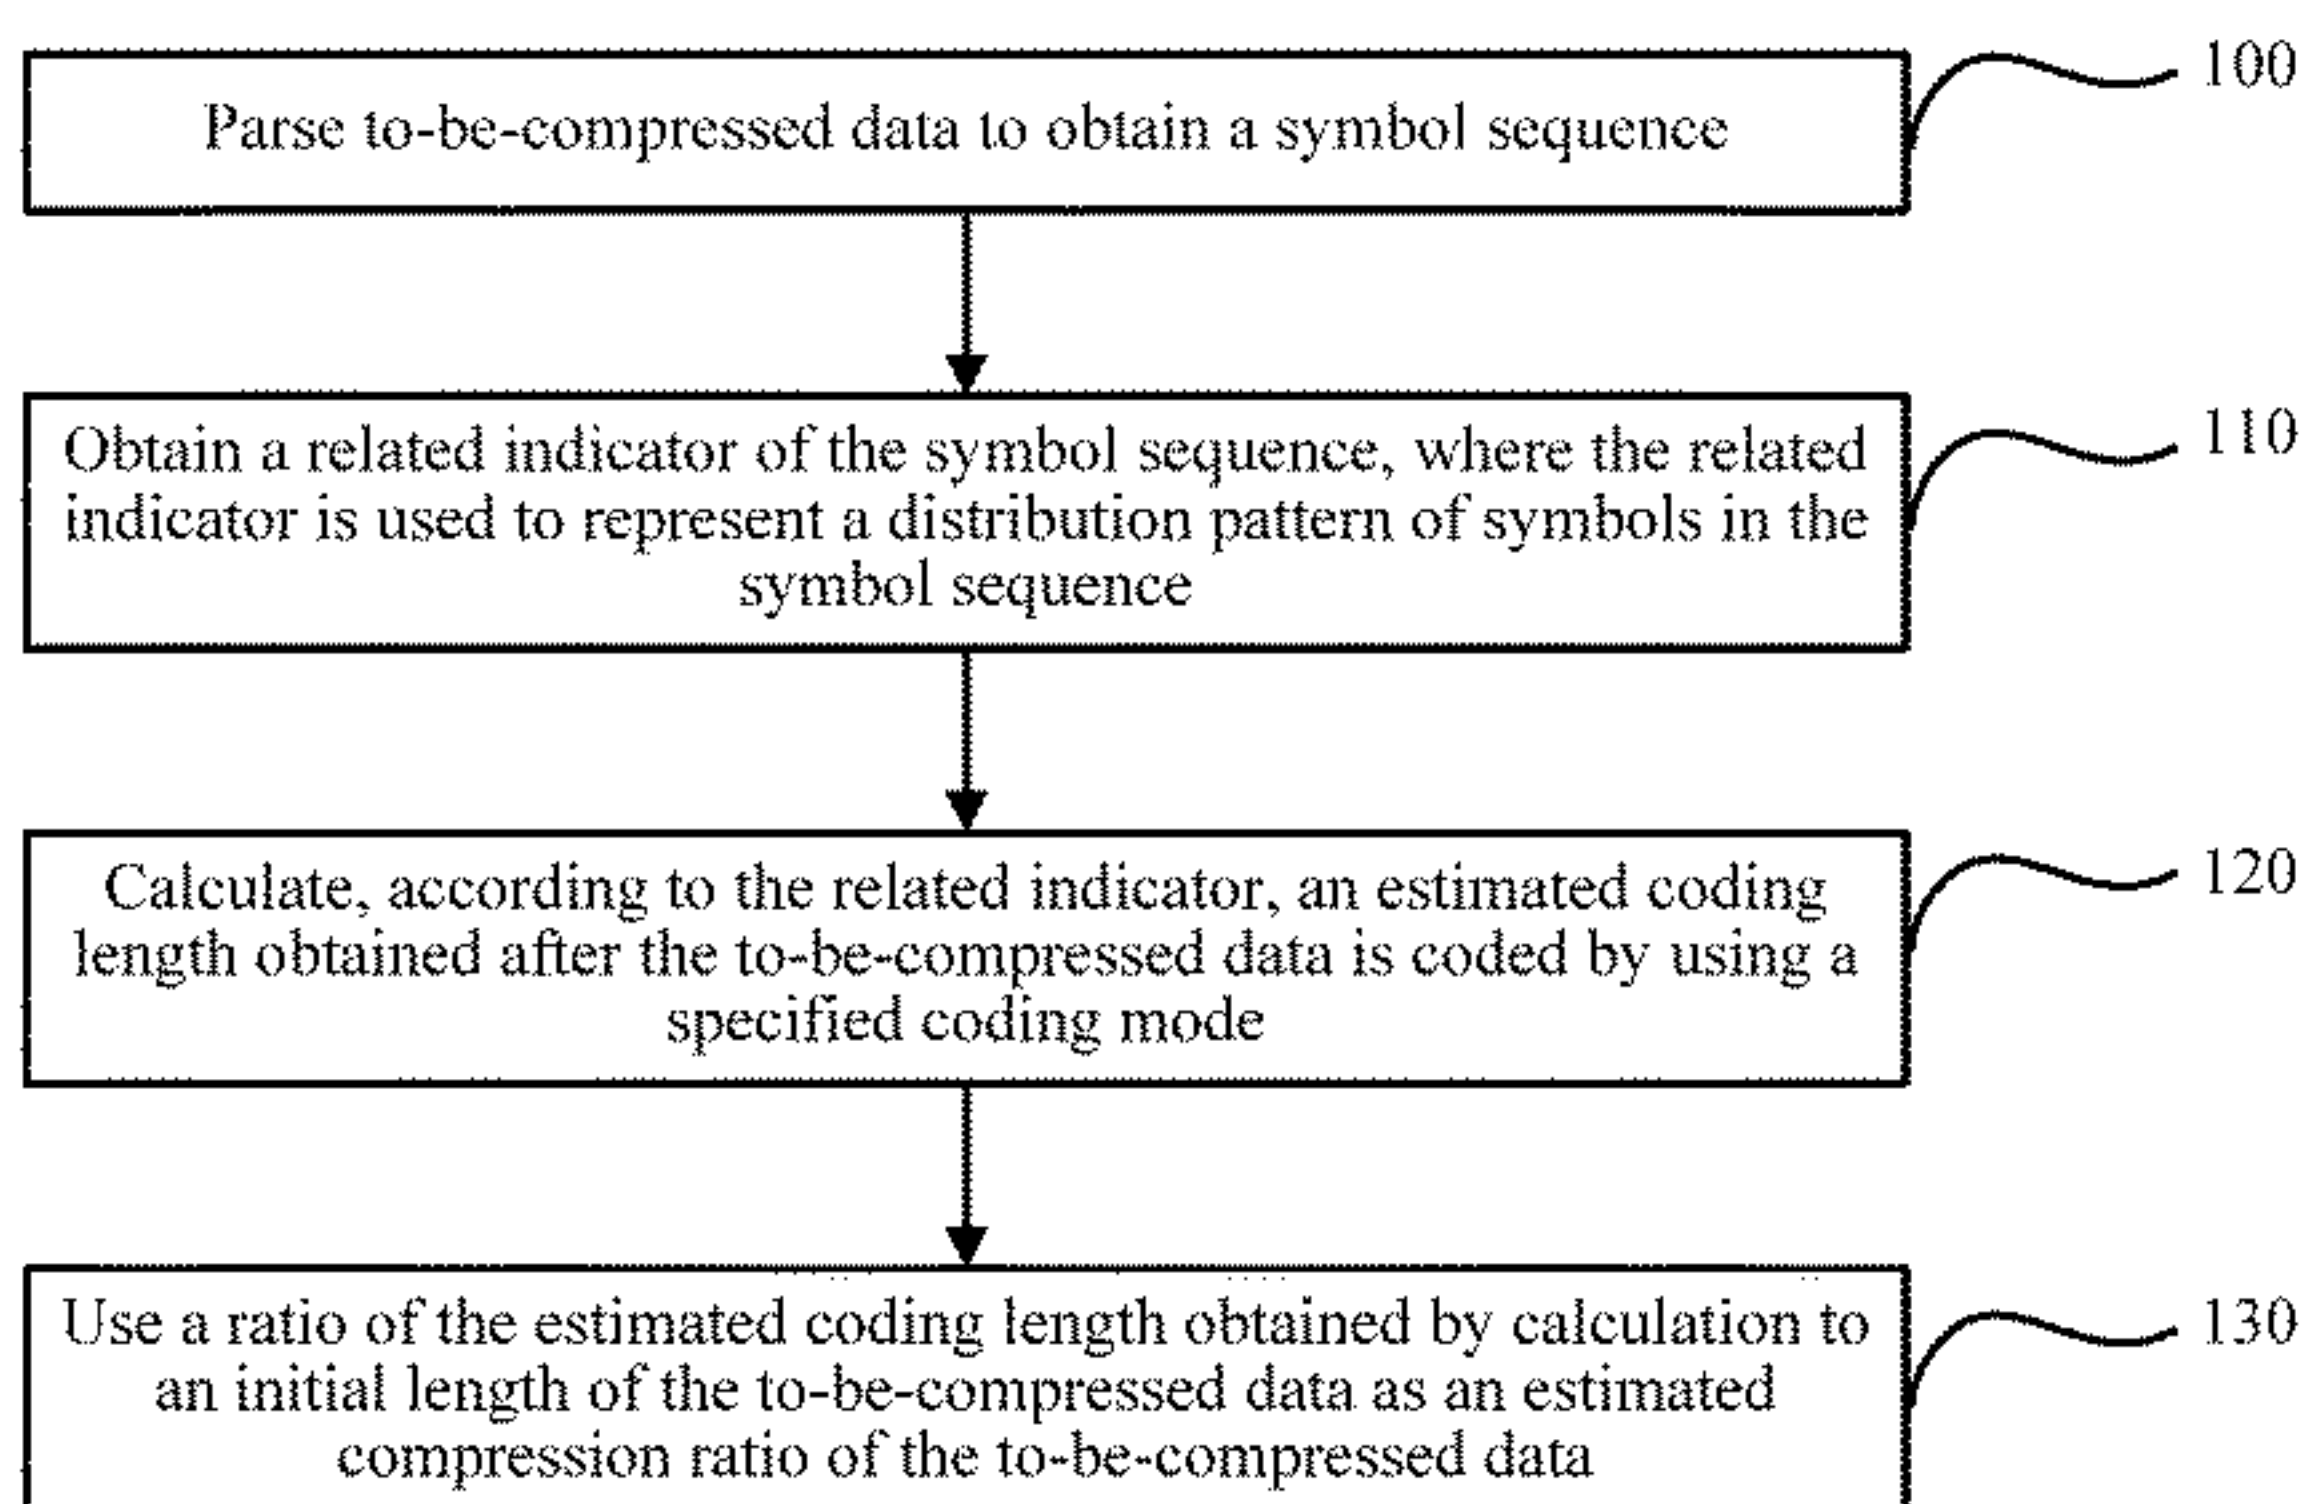 100
Parse to-be-compressed data to obtain a symbol sequence
110
Obtain a related indicator of the symbol sequence, where the related
indicator is used to represent a distribution pattern of symbols in the
symbol sequence
120
Calculate, according to the related indicator, an estimated coding
length obtained after the to-be-compressed data is coded by using a
specified coding mode
130
Use a ratio of the estimated coding length obtained by calculation to
an initial length of the to-be-compressed data as an estimated
compression ratio of the to-be-compressed data